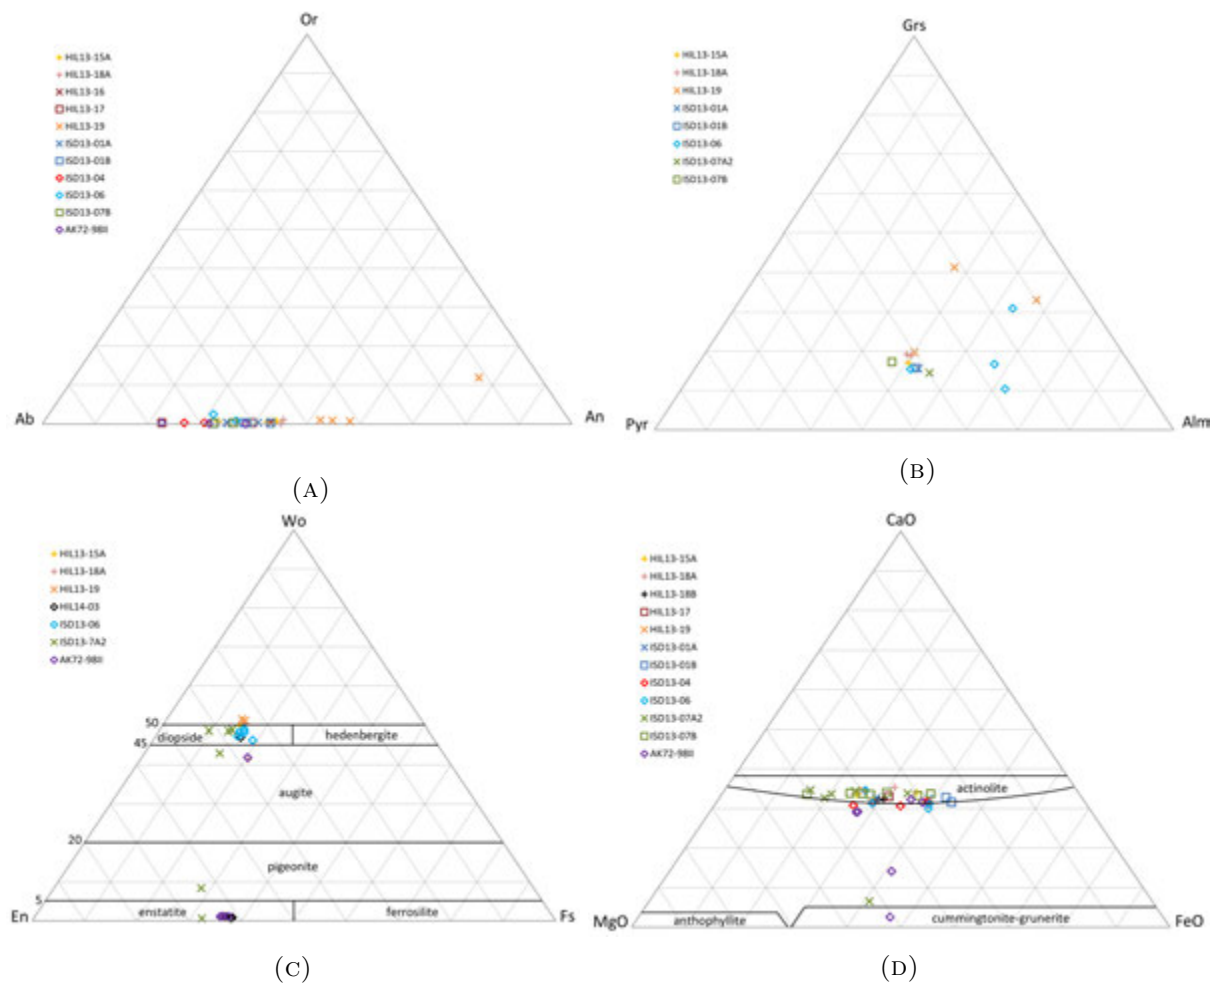 Or
HIL13-15A
HIL13-18A
HIL13-16
HIL13-17
HIL13-19
ISD13-01A
ISD13-01B
ISD13-04
ISD13-06
ISD13-07B
AK72-98II
Ab
An
(A)
Grs
HIL13-15A
HIL13-18A
HIL13-19
ISD13-01A
ISD13-01B
ISD13-06
ISD13-07A2
ISD13-07B
Pyr
Alm
(B)
Wo
HIL13-15A
HIL13-18A
HIL13-19
HIL14-03
ISD13-06
ISD13-7A2
AK72-98II
50
diopside
hedenbergite
45
augite
20
pigeonite
5
enstatite
ferrosilite
En
Fs
(C)
CaO
HIL13-15A
HIL13-18A
HIL13-18B
HIL13-17
HIL13-19
ISD13-01A
ISD13-01B
ISD13-04
ISD13-06
ISD13-07A2
ISD13-07B
AK72-98II
actinolite
anthophyllite
cummingtonite-grunerite
MgO
FeO
(D)